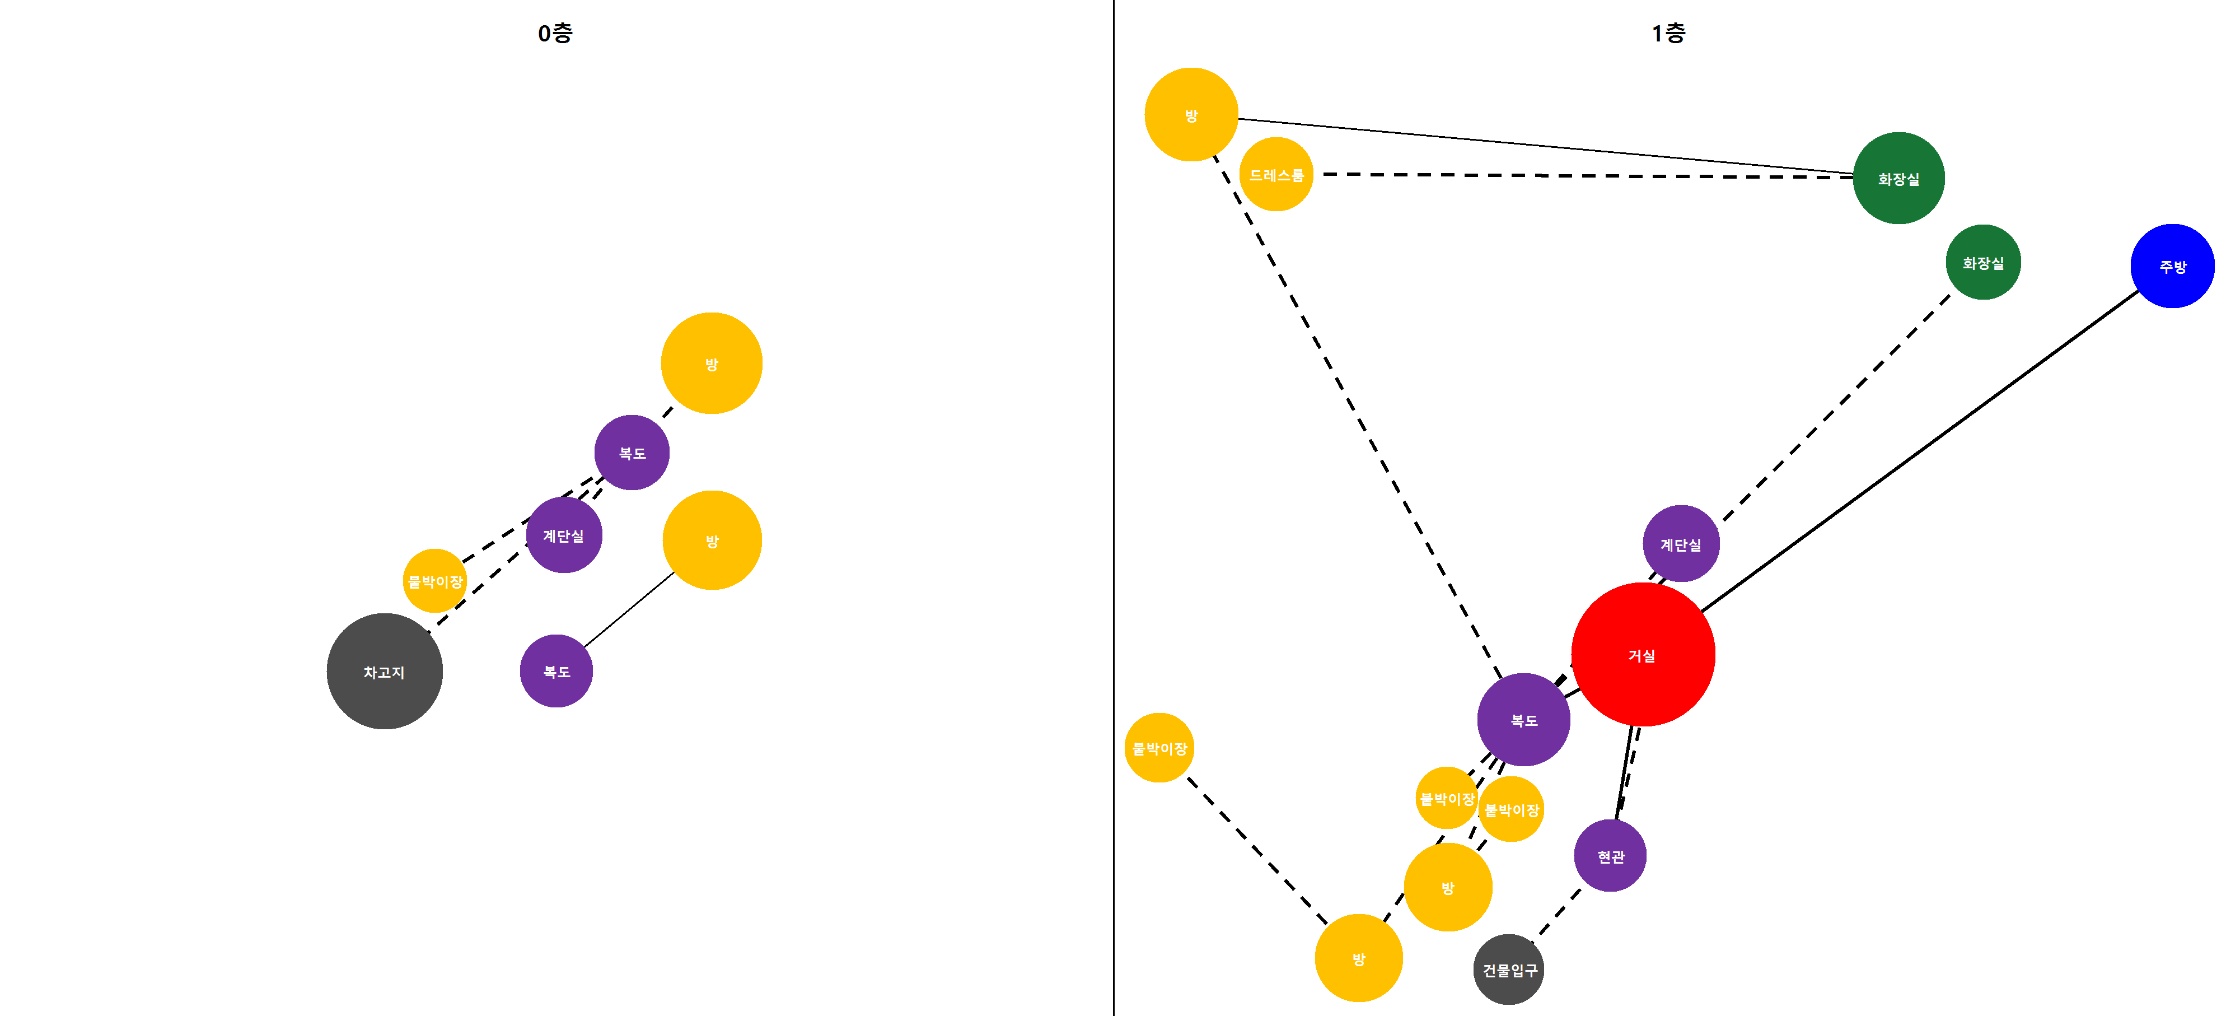 0층
방
복도
계단실
방
붙박이장
차고지
복도
1층
방
드레스룸
화장실
화장실
주방
계단실
거실
복도
붙박이장
붙박이장
붙박이장
현관
방
방
건물입구